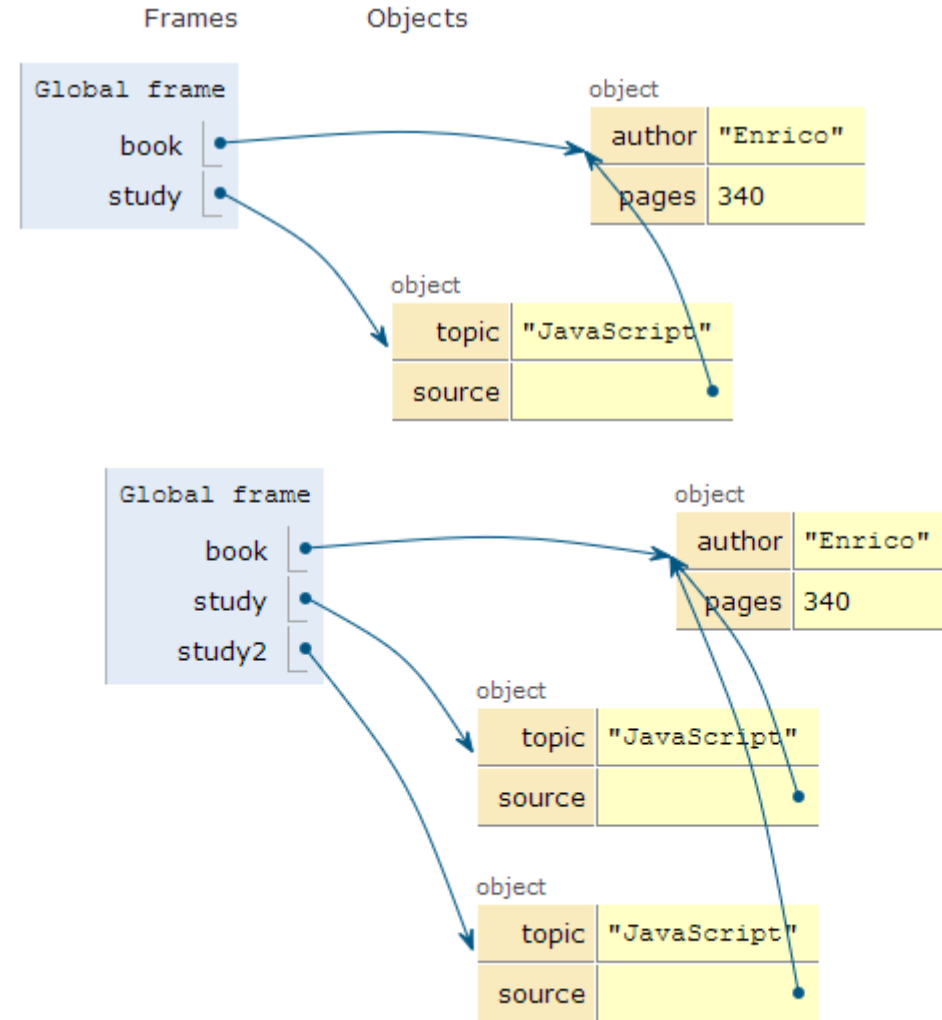 Frames Objects
Global frame
object
book
author "Enrico"
study
pages 340
object
topic "JavaScript"
source
Global frame
object
book
author "Enrico"
study
pages 340
study2
object
topic "JavaScript"
source
object
topic "JavaScript"
source